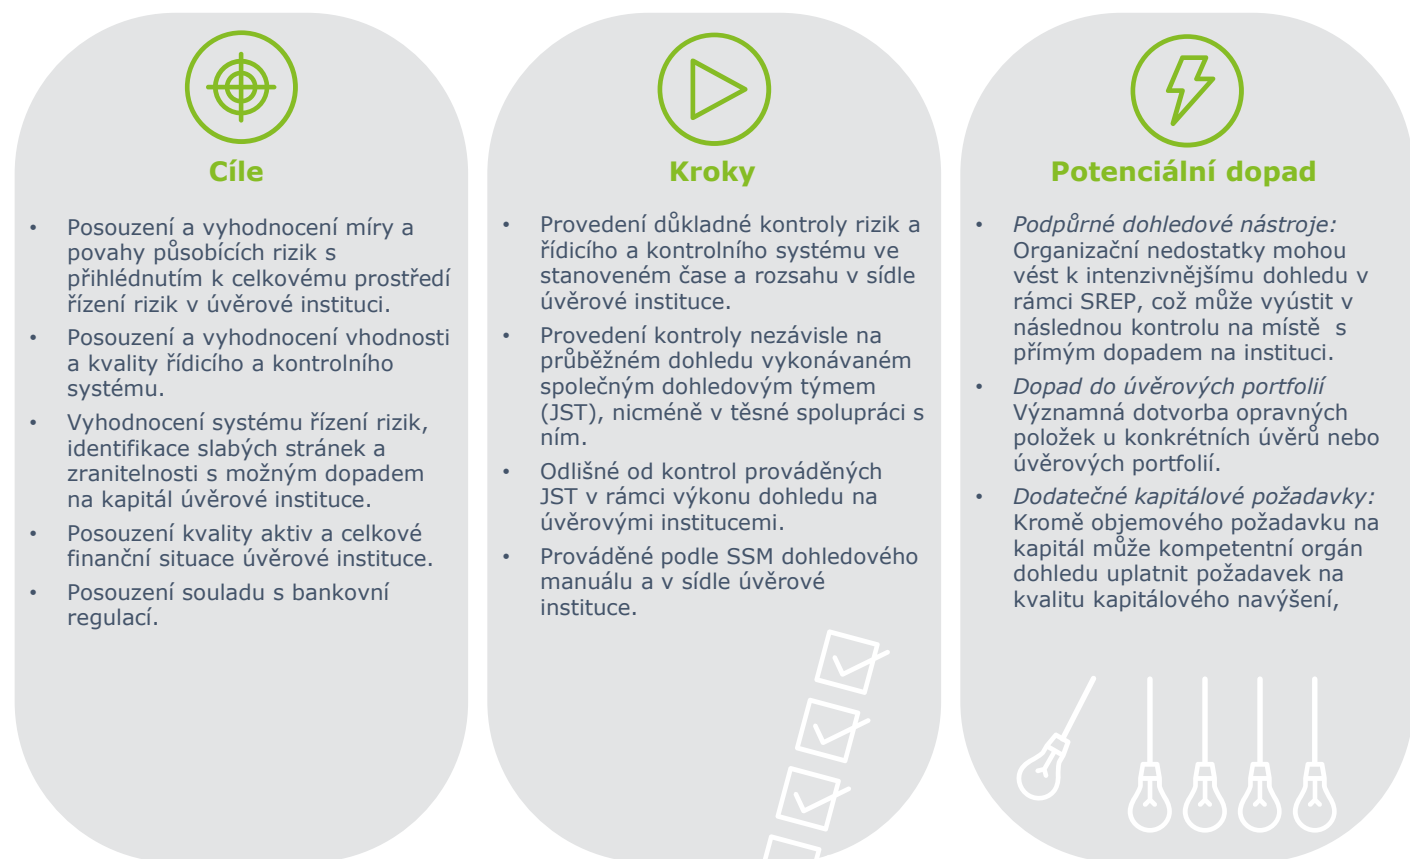 Cíle
• Posouzení a vyhodnocení míry a
povahy působících rizik s
přihlédnutím k celkovému prostředí
řízení rizik v úvěrové instituci.
• Posouzení a vyhodnocení vhodnosti
a kvality řídicího a kontrolního
systému.
• Vyhodnocení systému řízení rizik,
identifikace slabých stránek a
zranitelnosti s možným dopadem
na kapitál úvěrové instituce.
• Posouzení kvality aktiv a celkové
finanční situace úvěrové instituce.
• Posouzení souladu s bankovní
regulací.
Kroky
• Provedení důkladné kontroly rizik a
řídicího a kontrolního systému ve
stanoveném čase a rozsahu v sídle
úvěrové instituce.
• Provedení kontroly nezávisle na
průběžném dohledu vykonávaném
společným dohledovým týmem
(JST), nicméně v těsné spolupráci s
ním.
• Odlišné od kontrol prováděných
JST v rámci výkonu dohledu na
úvěrovými institucemi.
• Prováděné podle SSM dohledového
manuálu a v sídle úvěrové
instituce.
Potenciální dopad
• Podpůrné dohledové nástroje:
Organizační nedostatky mohou
vést k intenzivnějšímu dohledu v
rámci SREP, což může vyústit v
následnou kontrolu na místě  s
přímým dopadem na instituci.
• Dopad do úvěrových portfolií
Významná dotvorba opravných
položek u konkrétních úvěrů nebo
úvěrových portfolií.
• Dodatečné kapitálové požadavky:
Kromě objemového požadavku na
kapitál může kompetentní orgán
dohledu uplatnit požadavek na
kvalitu kapitálového navýšení,